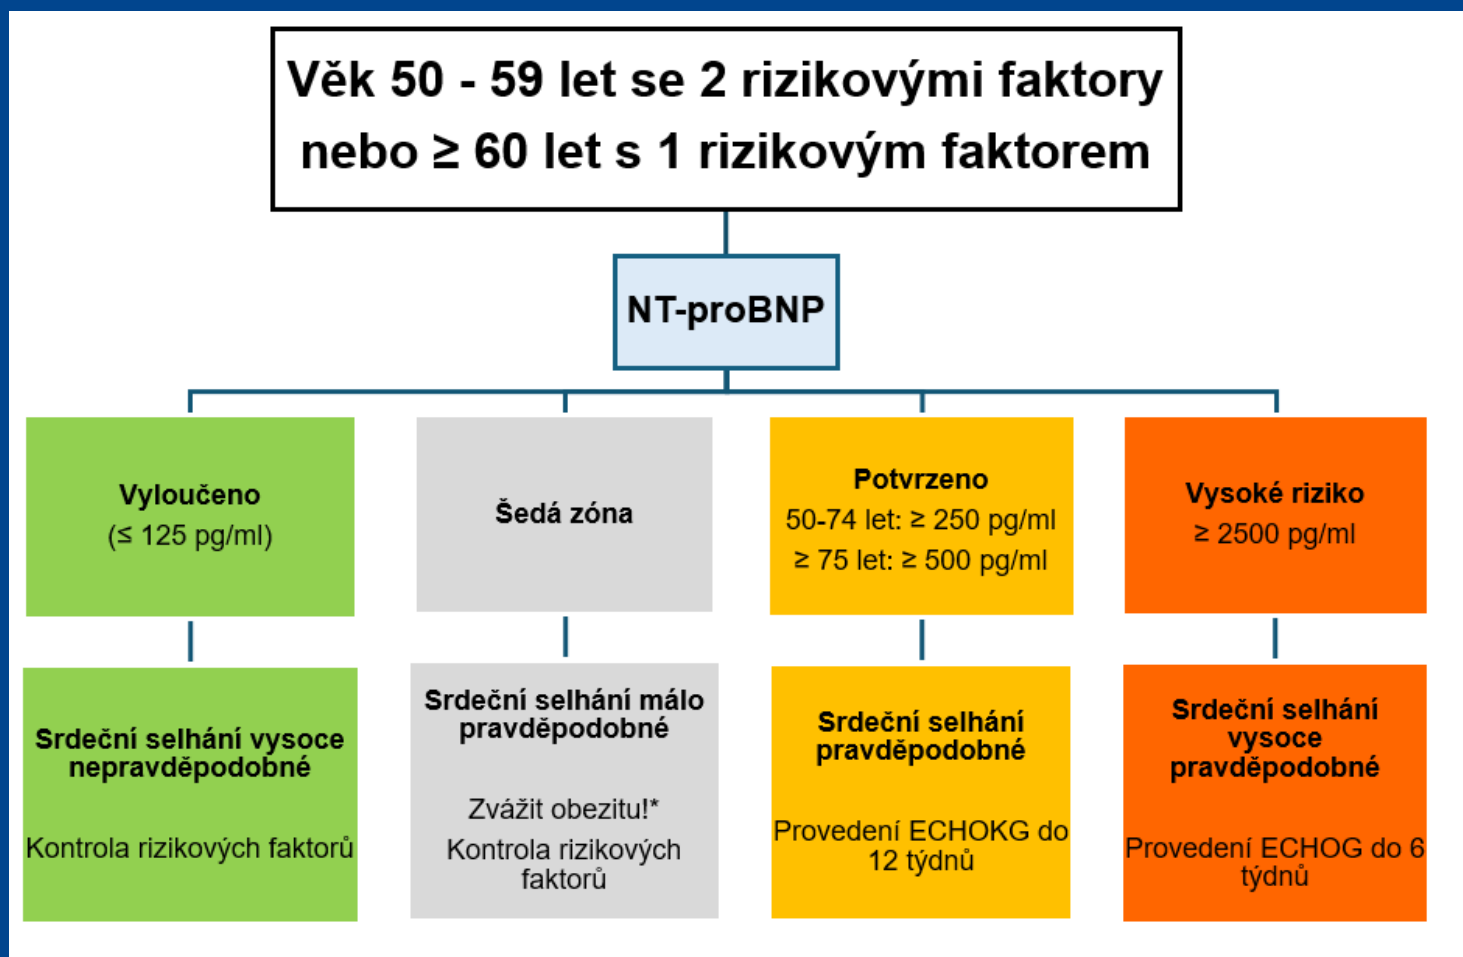 Věk 50 - 59 let se 2 rizikovými faktory
nebo ≥ 60 let s 1 rizikovým faktorem
NT-proBNP
Vyloučeno
(≤ 125 pg/ml)
Šedá zóna
Potvrzeno
50-74 let: ≥ 250 pg/ml
≥ 75 let: ≥ 500 pg/ml
Vysoké riziko
≥ 2500 pg/ml
Srdeční selhání vysoce
nepravděpodobné
Kontrola rizikových faktorů
Srdeční selhání málo
pravděpodobné
Zvážit obezitu!*
Kontrola rizikových
faktorů
Srdeční selhání
pravděpodobné
Provedení ECHOKG do
12 týdnů
Srdeční selhání
vysoce
pravděpodobné
Provedení ECHOG do 6
týdnů